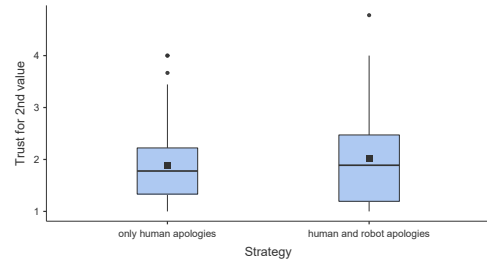 Trust for 2nd value
4
3
2
1
only human apologies
human and robot apologies
Strategy